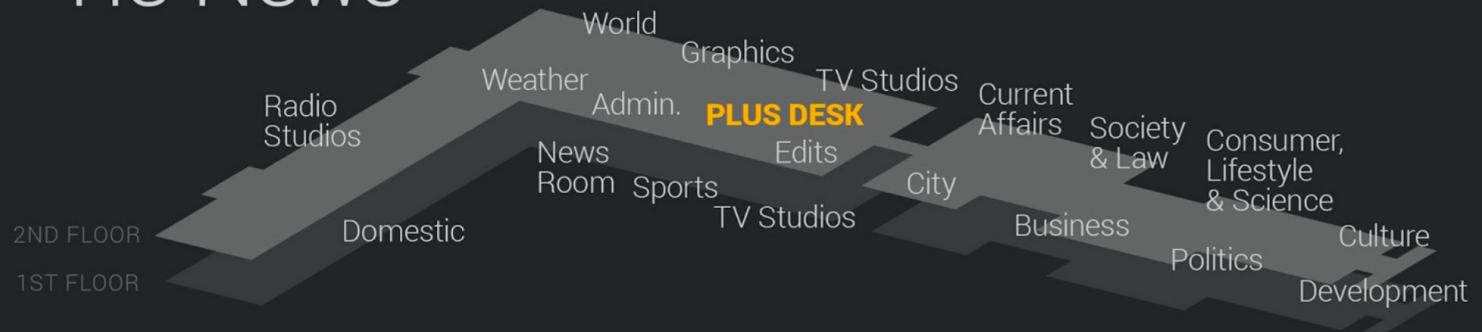 World
Graphics
Weather
TV Studios
Radio
Studios
Admin.
PLUS DESK
Current
Affairs
Society
& Law
Consumer,
Lifestyle
& Science
News
Room
Edits
Sports
City
TV Studios
2ND FLOOR
Domestic
Business
Culture
Politics
1ST FLOOR
Development